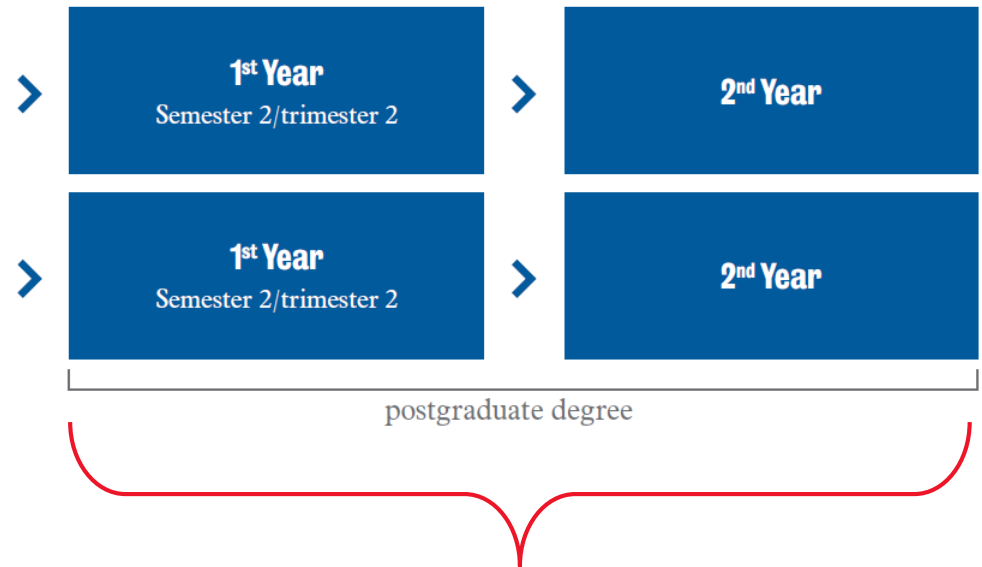 1st Year
Semester 2/trimester 2
2nd Year
1st Year
Semester 2/trimester 2
2nd Year
postgraduate degree